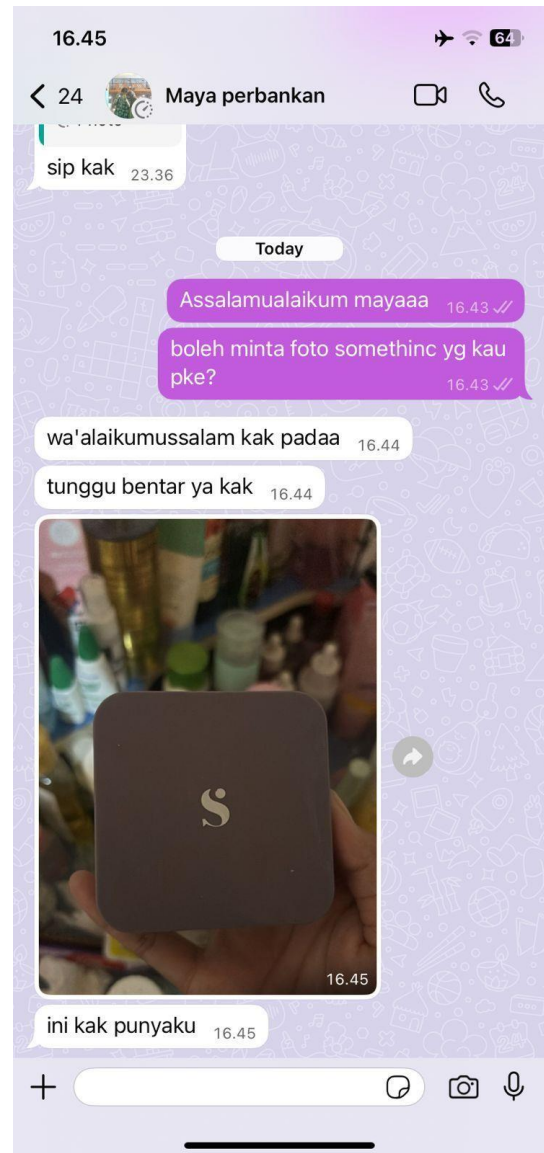 16.45
64
24
Maya perbankan
sip kak 23.36
Today
Assalamualaikum mayaaa 16.43
boleh minta foto somethinc yg kau
pke?
16.43
wa'alaikumussalam kak padaa 16.44
tunggu bentar ya kak 16.44
S
16.45
ini kak punyaku 16.45